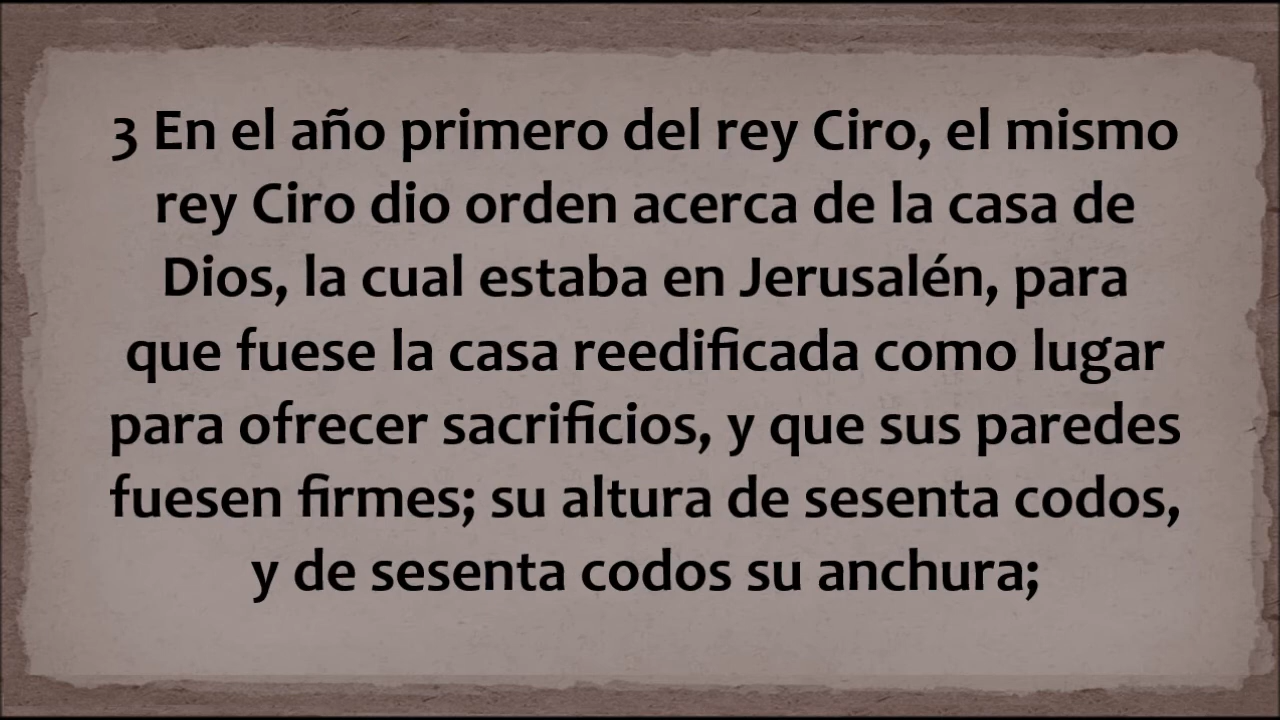 3 En el año primero del rey Ciro, el mismo
rey Ciro dio orden acerca de la casa de
Dios, la cual estaba en Jerusalén, para
que fuese la casa reedificada como lugar
para ofrecer sacrificios, y que sus paredes
fuesen firmes; su altura de sesenta codos,
y de sesenta codos su anchura;